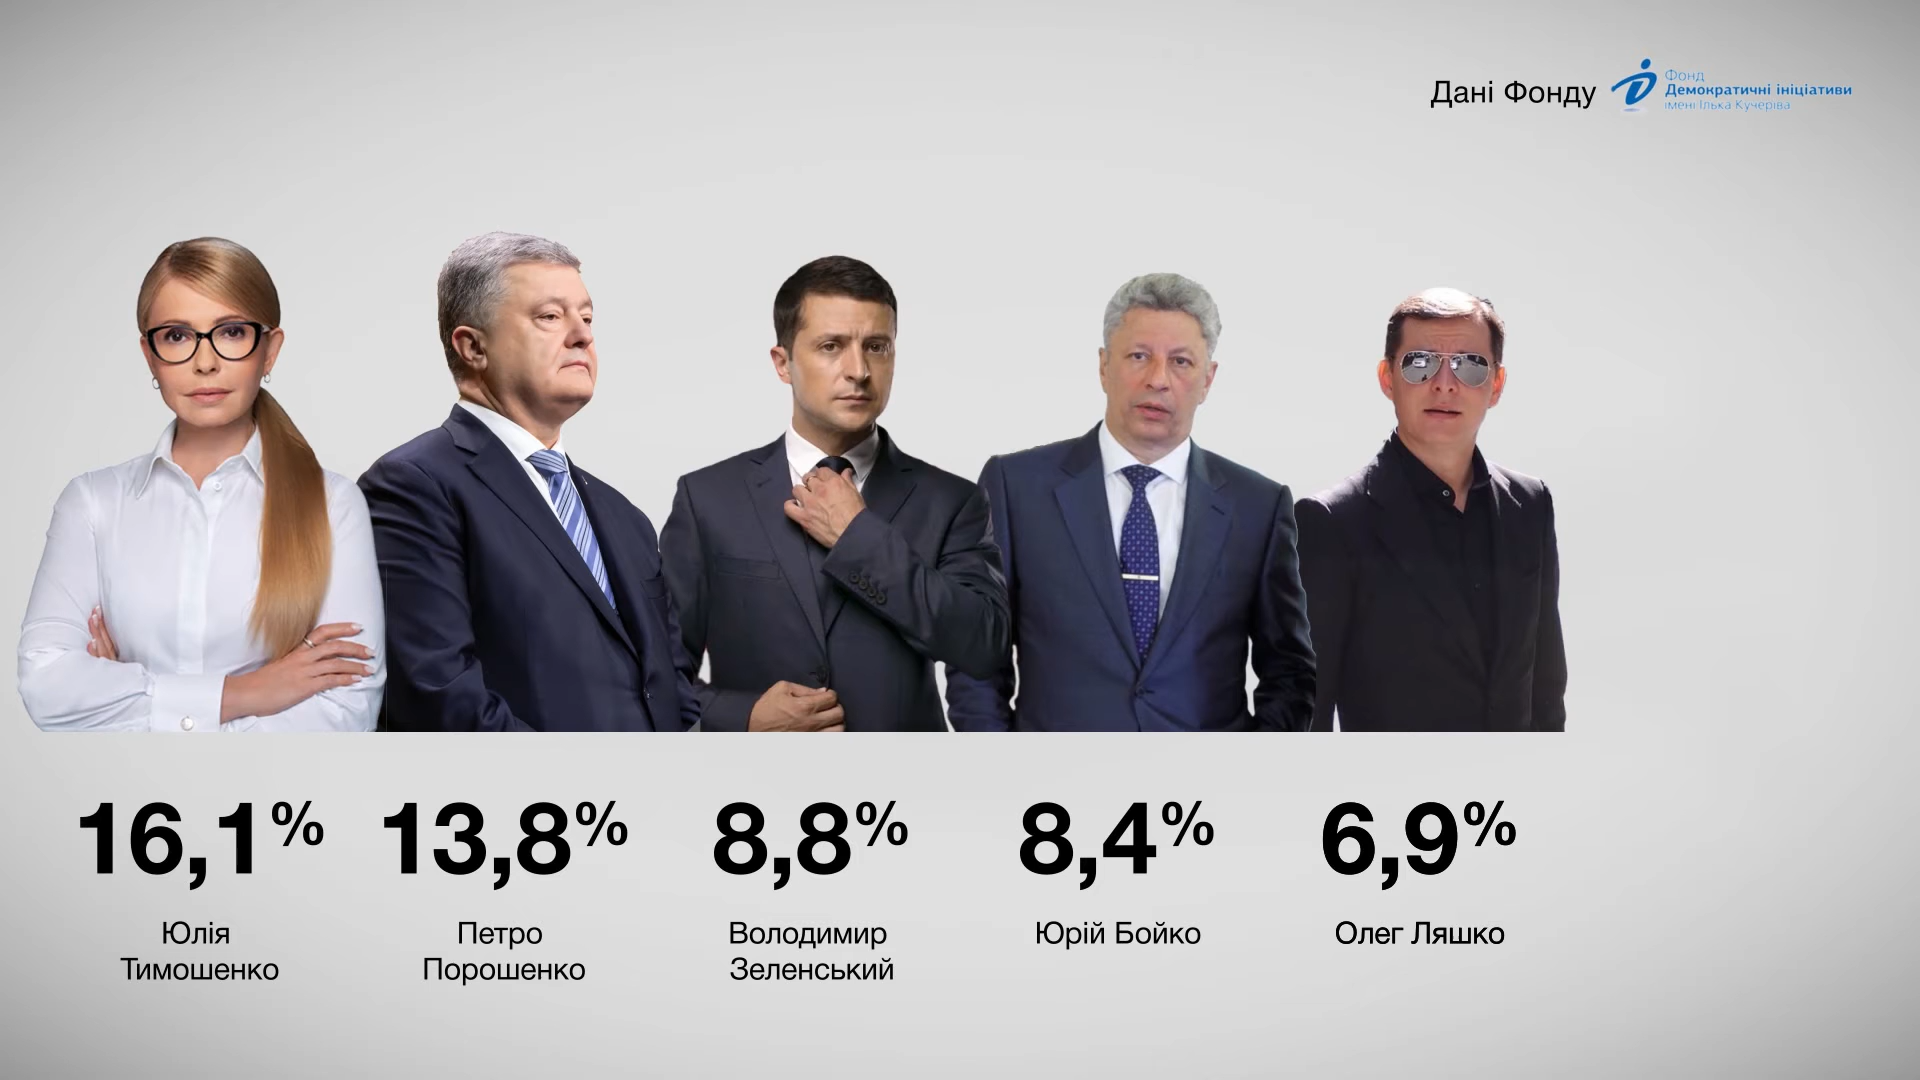 Дані Фонду
Фонд
Демократичні ініціативи
імені Ілька Кучеріва
16,1%
13,8%
8,8%
8,4%
6,9%
Юлія
Тимошенко
Петро
Порошенко
Володимир
Зеленський
Юрій Бойко
Олег Ляшко